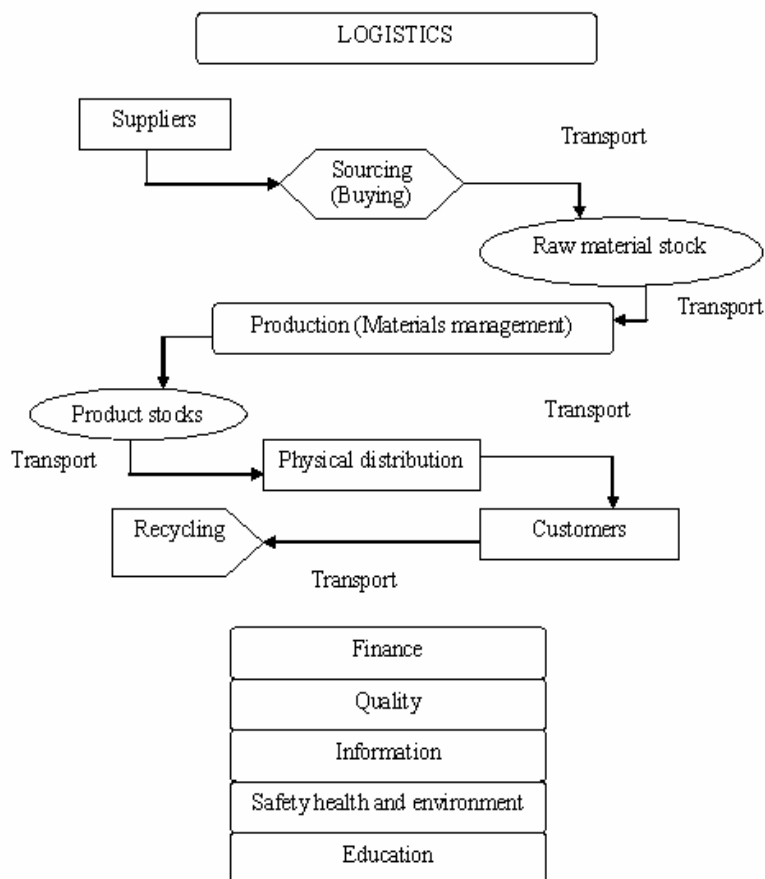 LOGISTICS
Suppliers
Transport
Sourcing
(Buying)
Raw material stock
Transport
Production (Materials management)
Product stocks
Transport
Transport
Physical distribution
Recycling
Customers
Transport
Finance
Quality
Information
Safety health and environment
Education